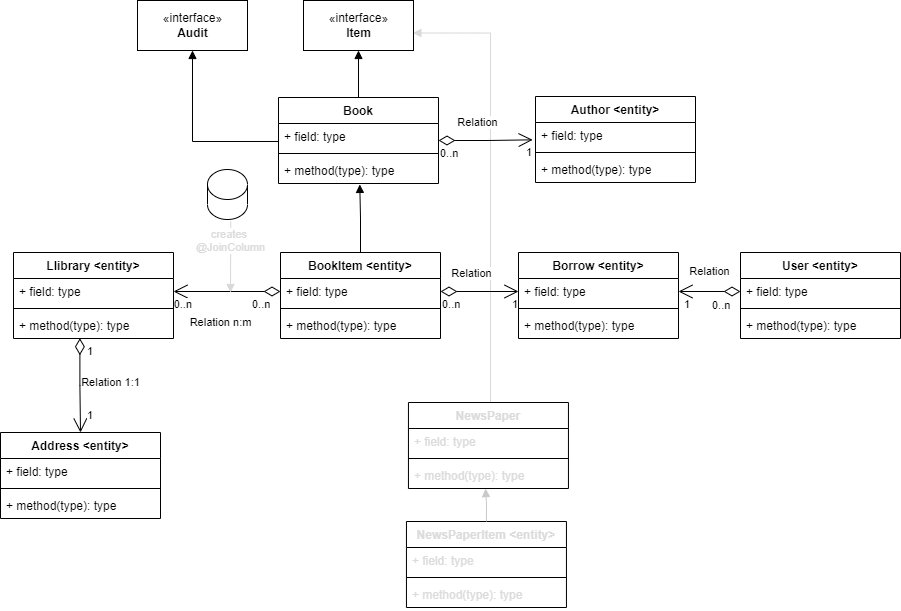 «interface»
Audit
«interface»
Item
Book
+ field: type
+ method(type): type
Relation
0..n
1
Author <entity>
+ field: type
+ method(type): type
creates
@JoinColumn
Llibrary <entity>
+ field: type
+ method(type): type
0..n
0..n
Relation n:m
BookItem <entity>
+ field: type
+ method(type): type
Relation
0..n
1
Borrow <entity>
+ field: type
+ method(type): type
Relation
1
0..n
User <entity>
+ field: type
+ method(type): type
1
Relation 1:1
1
Address <entity>
+ field: type
+ method(type): type
NewsPaper
+ field: type
+ method(type): type
NewsPaperItem <entity>
+ field: type
+ method(type): type